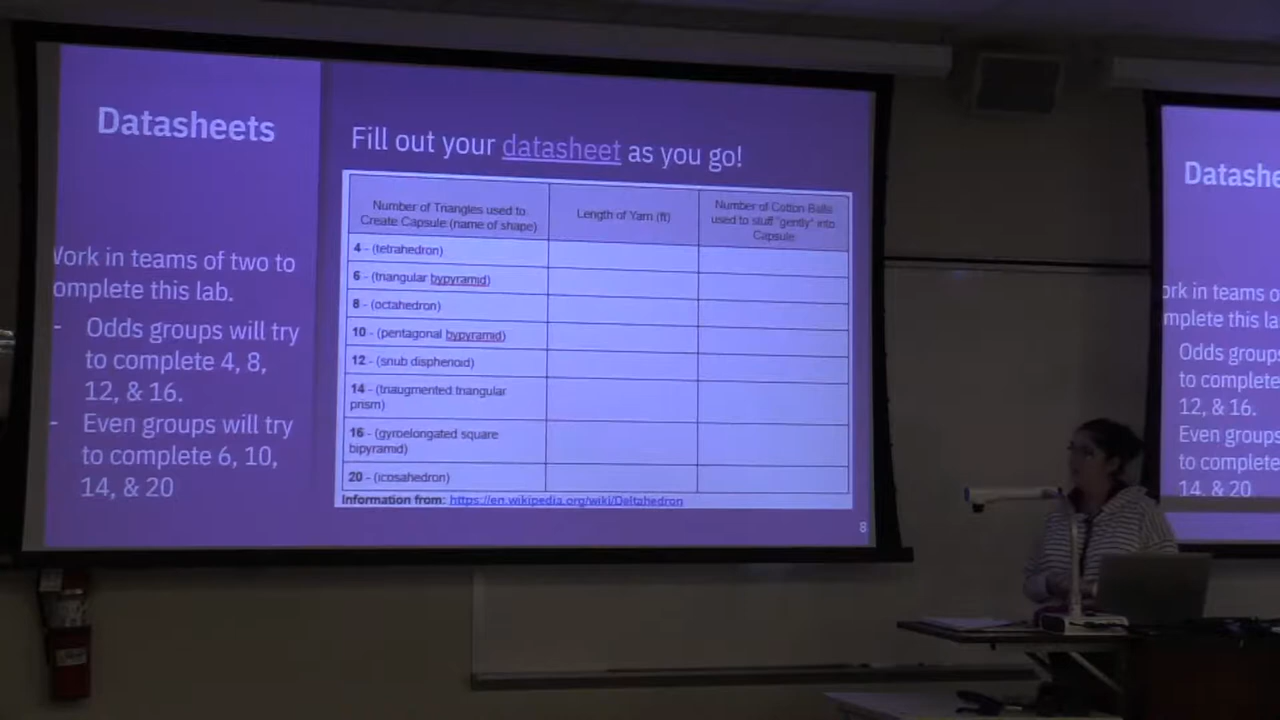 Datasheets
Work in teams of two to
omplete this lab.
- Odds groups will try
to complete 4, 8,
12, & 16.
- Even groups will try
to complete 6, 10,
14, & 20
Fill out your datasheet as you go!
Number of Triangles used to
Create Capsule (name of shape)
Length of Yarn (ft)
Number of Cotton Balls
used to stuff "gently" into
Capsule
4 - (tetrahedron)
6 - (triangular bypyramid)
8 - (octahedron)
10 - (pentagonal bypyramid)
12 - (snub disphenoid)
14 - (triaugmented triangular
prism)
16 - (gyroelongated square
bipyramid)
20 - (icosahedron)
Information from: https://en.wikipedia.org/wiki/Deltahedron
8
Datashe
ork in teams o
mplete this la
Odds groups
to complete
12, & 16.
Even groups
to complete
14, & 20